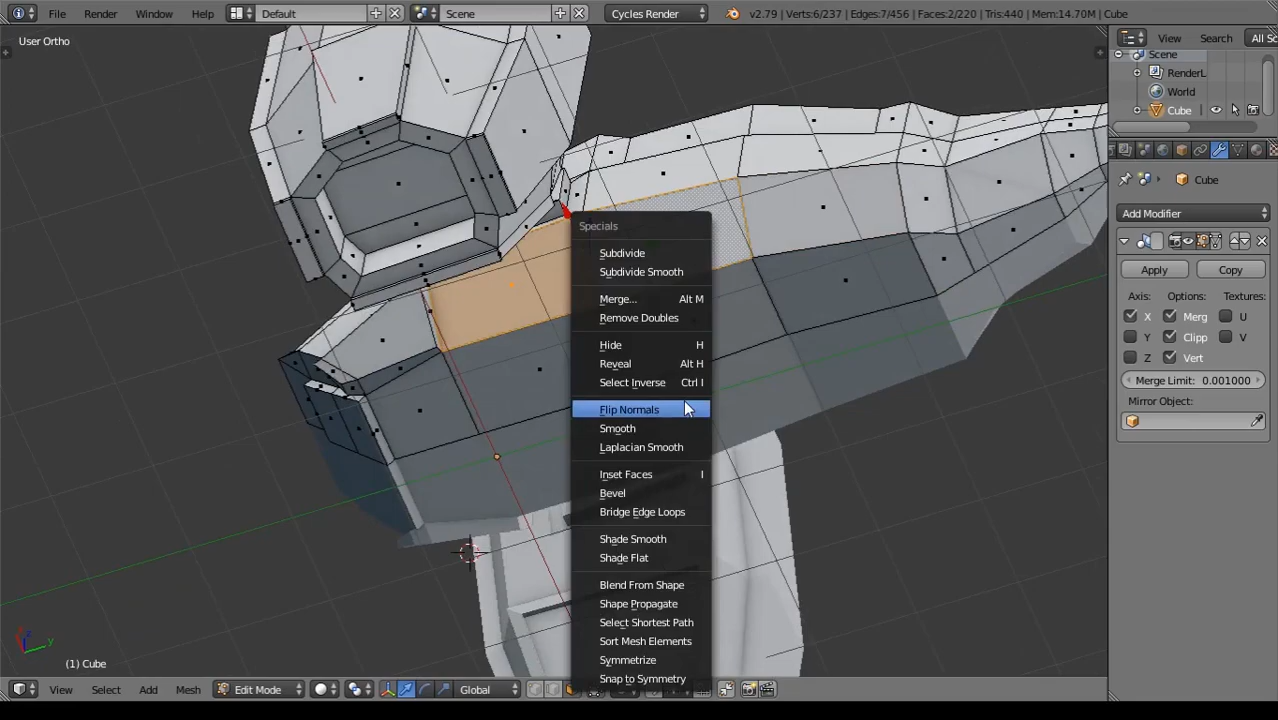 File Render Window Help Default Scene Cycles Render v2.79 | Verts:6/237 | Edges:7/456 | Faces:2/220 | Tris:440 | Mem:14.70M | Cube
User Ortho
View Search All Sc
Scene
RenderL
World
Cube
Cube
Add Modifier
Apply Copy
Axis: Options: Textures:
X Merg U
Y Clipp V
Z Vert
Merge Limit: 0.001000
Mirror Object:
Specials
Subdivide
Subdivide Smooth
Merge... Alt M
Remove Doubles
Hide H
Reveal Alt H
Select Inverse Ctrl I
Flip Normals
Smooth
Laplacian Smooth
Inset Faces I
Bevel
Bridge Edge Loops
Shade Smooth
Shade Flat
Blend From Shape
Shape Propagate
Select Shortest Path
Sort Mesh Elements
Symmetrize
Snap to Symmetry
z
y
(1) Cube
View Select Add Mesh Edit Mode Global